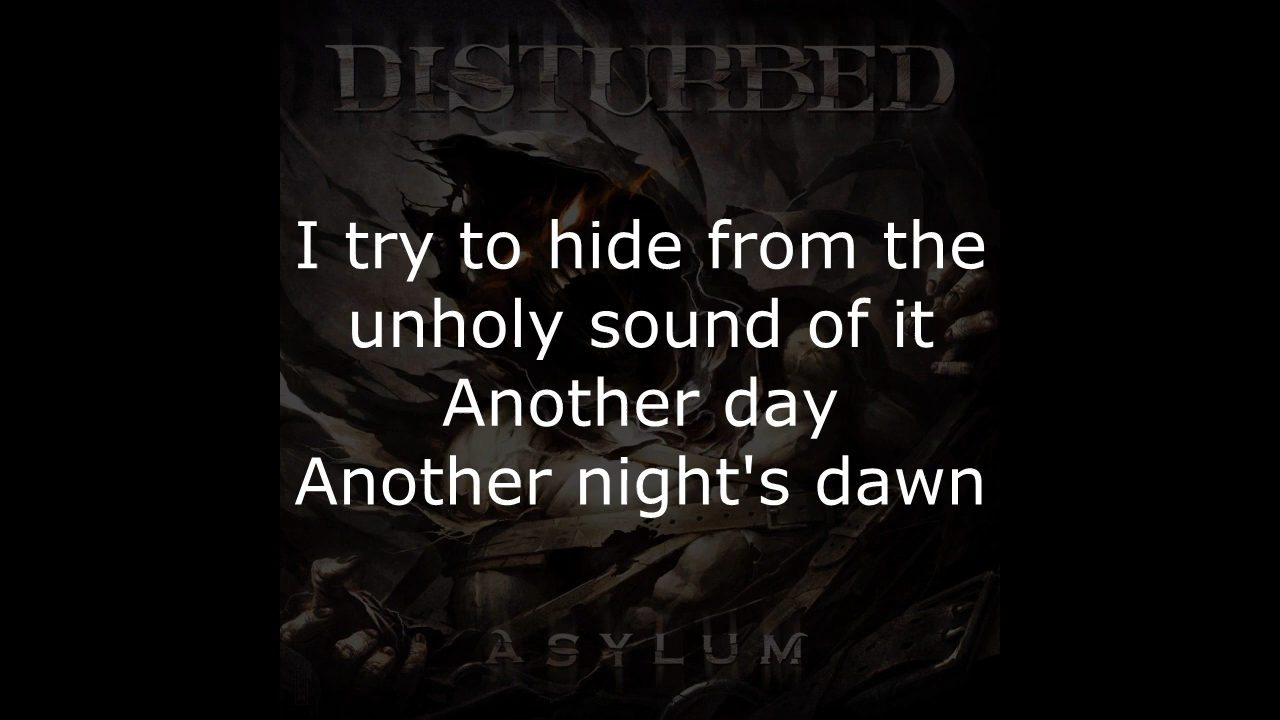 DISTURBED
I try to hide from the
unholy sound of it
Another day
Another night's dawn
ASYLUM